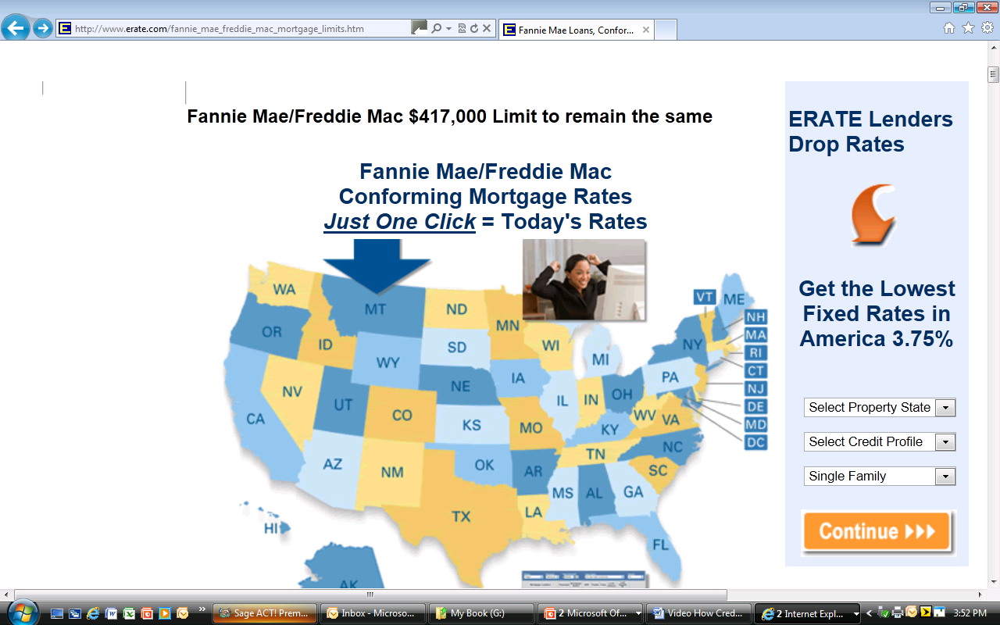 http://www.erate.com/fannie_mae_freddie_mac_mortgage_limits.htm
Fannie Mae Loans, Confor...
Fannie Mae/Freddie Mac $417,000 Limit to remain the same
Fannie Mae/Freddie Mac
Conforming Mortgage Rates
Just One Click = Today's Rates
WA
MT
ND
MN
VT
ME
OR
ID
SD
WI
NY
NH
MA
RI
CT
NJ
DE
MD
DC
WY
MI
NV
UT
NE
IA
PA
CA
CO
IL
IN
OH
KS
MO
WV
VA
KY
AZ
NM
OK
AR
TN
NC
SC
MS
AL
GA
TX
LA
FL
HI
AK
ERATE Lenders
Drop Rates
Get the Lowest
Fixed Rates in
America 3.75%
Select Property State
Select Credit Profile
Single Family
Continue
Sage ACT! Prem...
Inbox - Microso...
My Book (G:)
2 Microsoft Of...
Video How Cred...
2 Internet Expl...
3:52 PM